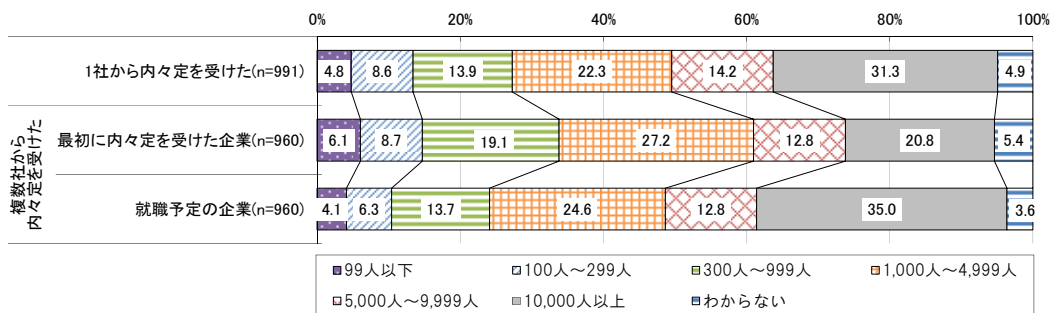 0% 20% 40% 60% 80% 100%
1社から内々定を受けた(n=991) 4.8 8.6 13.9 22.3 14.2 31.3 4.9
複数社から
内々定を受けた
最初に内々定を受けた企業(n=960) 6.1 8.7 19.1 27.2 12.8 20.8 5.4
就職予定の企業(n=960) 4.1 6.3 13.7 24.6 12.8 35.0 3.6
99人以下 100人～299人 300人～999人 1,000人～4,999人
5,000人～9,999人 10,000人以上 わからない